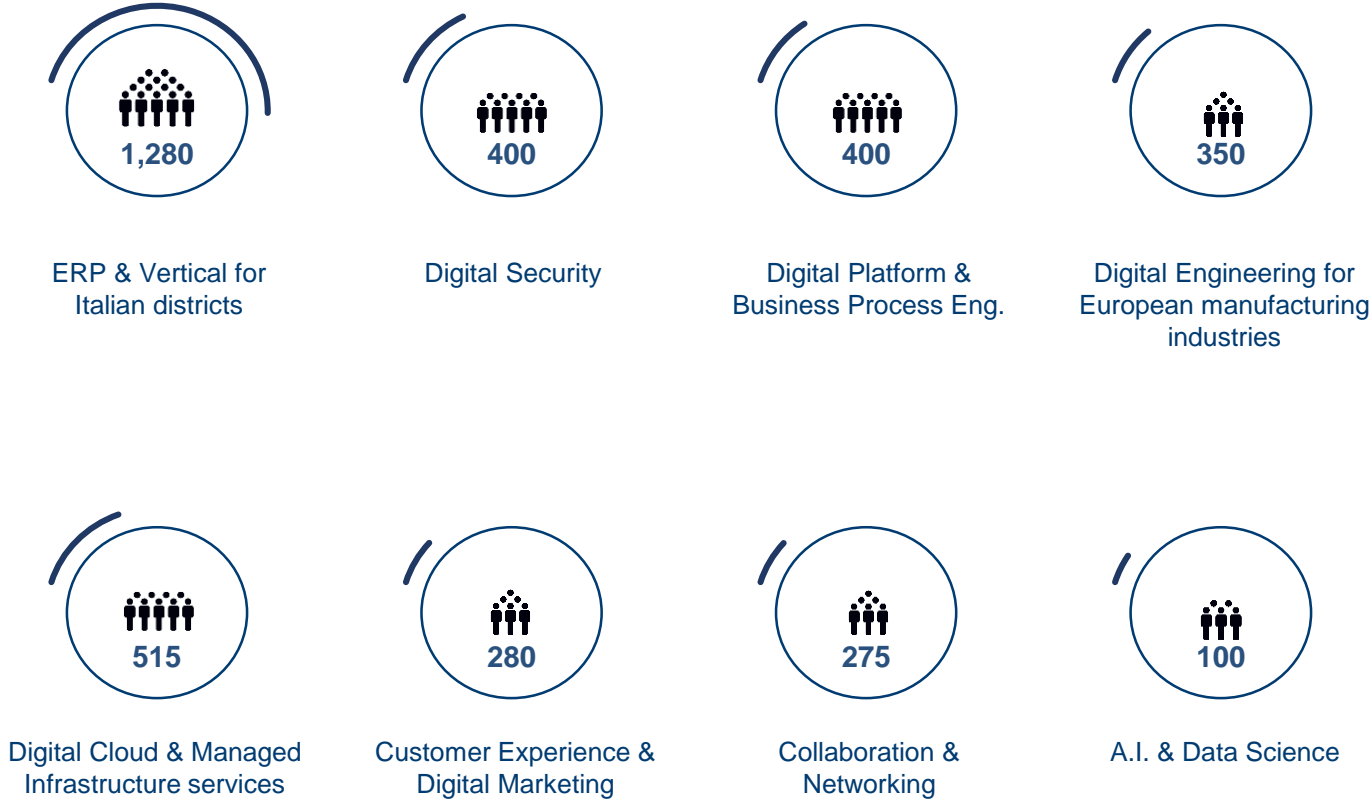 1,280
ERP & Vertical for
Italian districts
400
Digital Security
400
Digital Platform &
Business Process Eng.
350
Digital Engineering for
European manufacturing
industries
515
Digital Cloud & Managed
Infrastructure services
280
Customer Experience &
Digital Marketing
275
Collaboration &
Networking
100
A.I. & Data Science